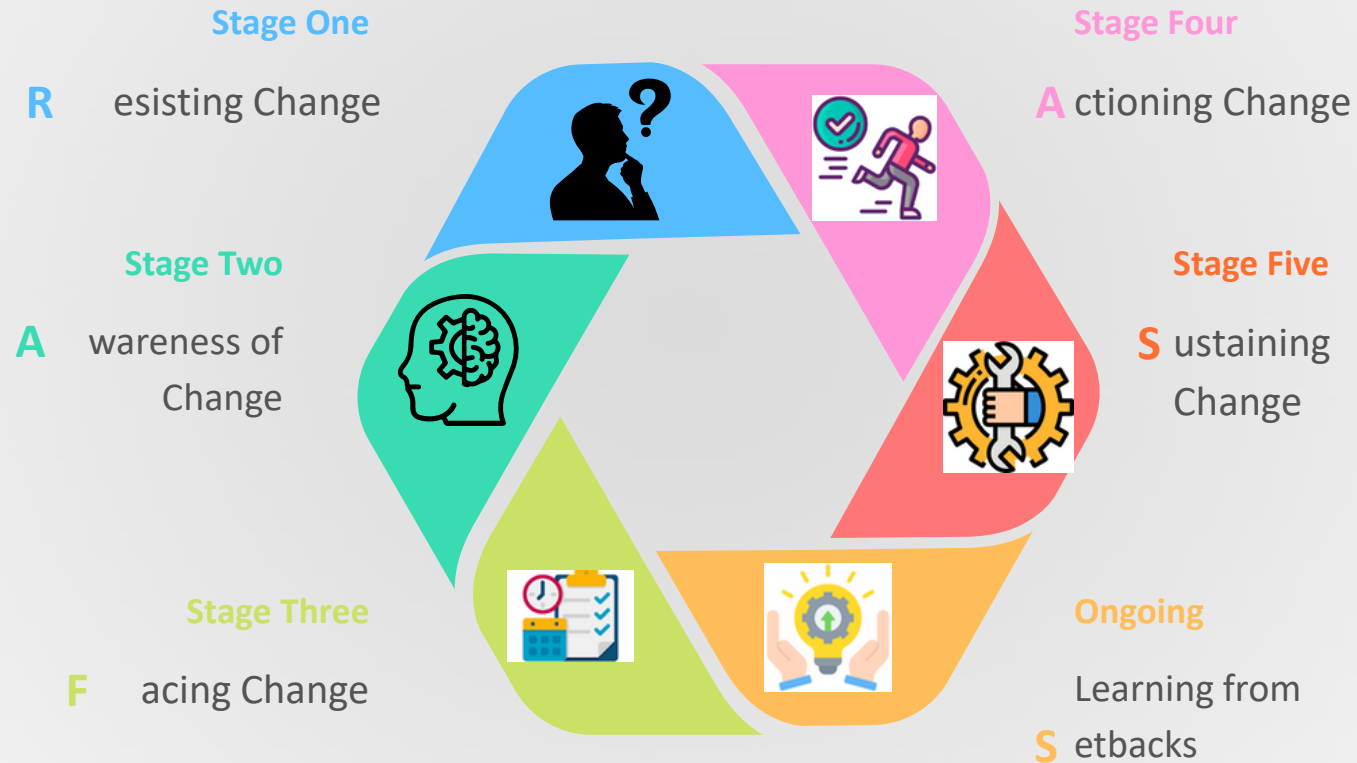 Stage One
R esisting Change
Stage Two
A wareness of
Change
Stage Three
F acing Change
Stage Four
A ctioning Change
Stage Five
S ustaining
Change
Ongoing
Learning from
S etbacks